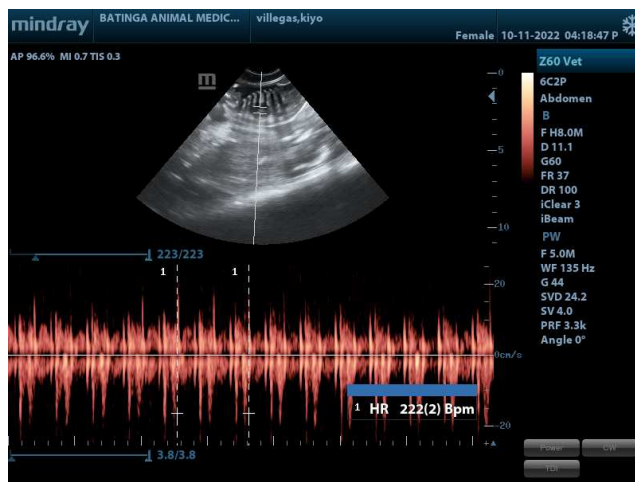 mindray
BATINGA ANIMAL MEDIC...
villegas,kiyo
Female 10-11-2022 04:18:47 P
AP 96.6% MI 0.7 TIS 0.3
m
Z60 Vet
6C2P
Abdomen
B
F H8.0M
D 11.1
G60
FR 37
DR 100
iClear 3
iBeam
PW
F 5.0M
WF 135 Hz
G 44
SVD 24.2
SV 4.0
PRF 3.3k
Angle 0°
0
5
10
223/223
1 1
20
0cm/s
1 HR 222(2) Bpm
-20
3.8/3.8
Power CW
TDI